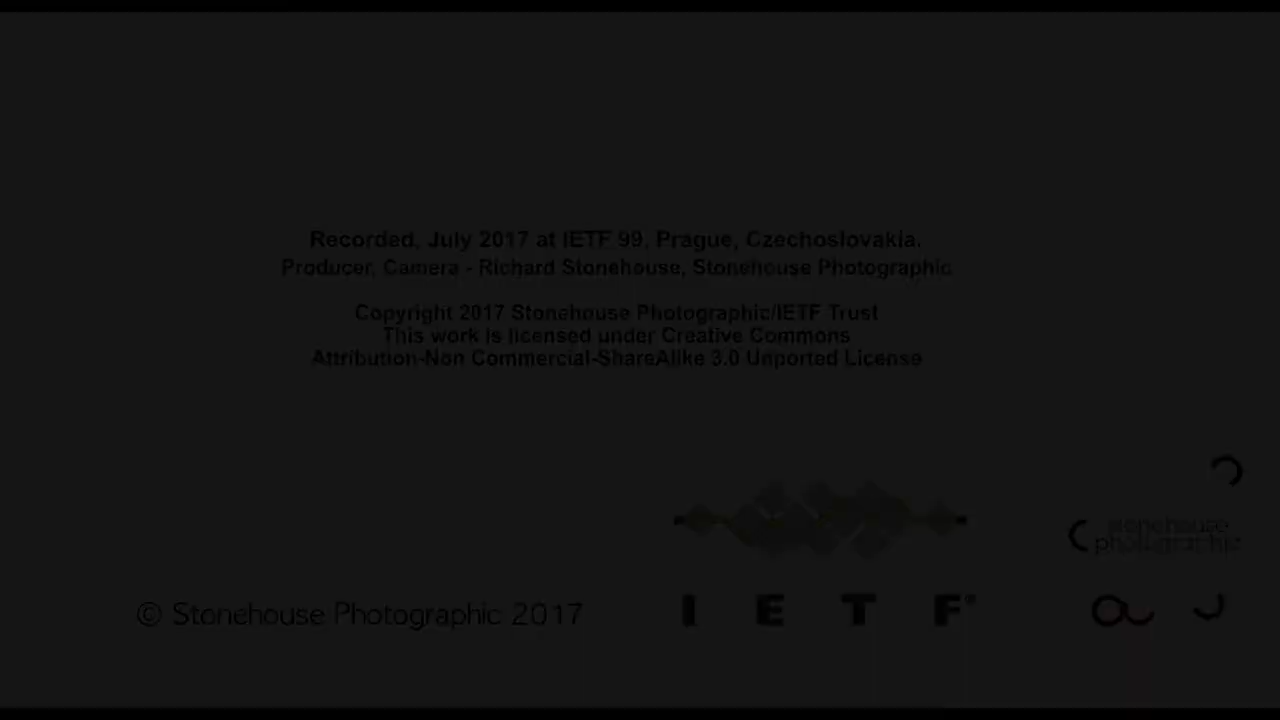 Recorded, July 2017 at IETF 99, Prague, Czechoslovakia.
Producer, Camera - Richard Stonehouse, Stonehouse Photographic
Copyright 2017 Stonehouse Photographic/IETF Trust
This work is licensed under Creative Commons
Attribution-Non Commercial-ShareAlike 3.0 Unported License
stonehouse
photographic
© Stonehouse Photographic 2017
I E T F®